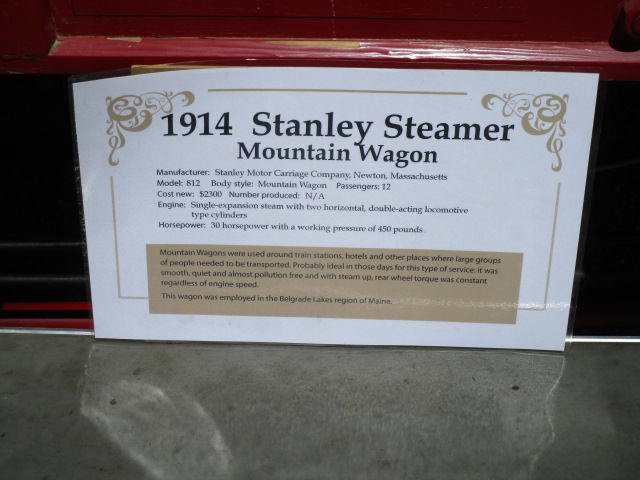 1914 Stanley Steamer
Mountain Wagon
Manufacturer: Stanley Motor Carriage Company, Newton, Massachusetts
Model: 812 Body style: Mountain Wagon Passengers: 12
Cost new: $2300 Number produced: N/A
Engine: Single-expansion steam with two horizontal, double-acting locomotive
type cylinders
Horsepower: 30 horsepower with a working pressure of 450 pounds.
Mountain Wagons were used around train stations, hotels and other places where large groups
of people needed to be transported. Probably ideal in those days for this type of service: it was
smooth, quiet and almost pollution free and with steam up, rear wheel torque was constant
regardless of engine speed.
This wagon was employed in the Belgrade Lakes region of Maine.